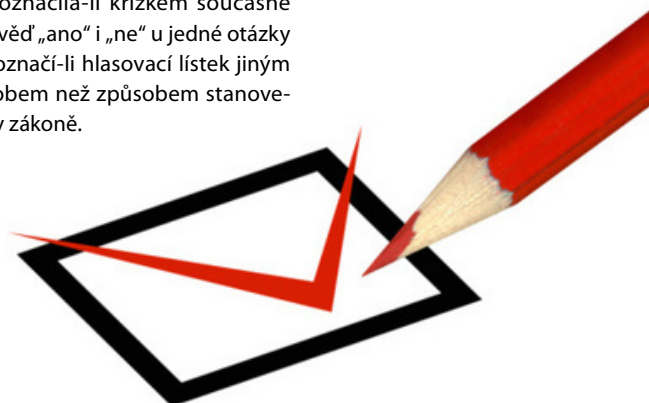 označila-li křížkem současně
věď „ano“ i „ne“ u jedné otázky
označí-li hlasovací lístek jiným
obem než způsobem stanove-
v zákoně.